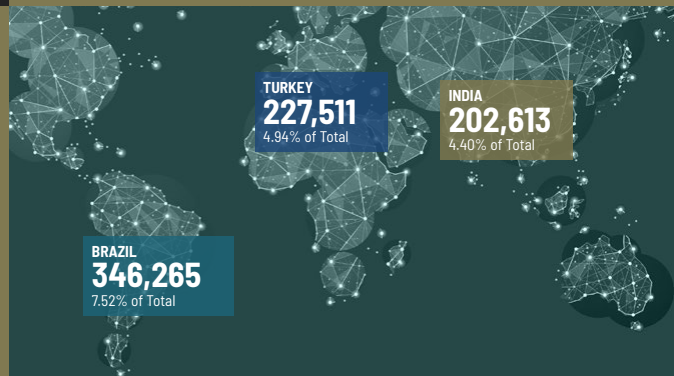 TURKEY
227,511
4.94% of Total
INDIA
202,613
4.40% of Total
BRAZIL
346,265
7.52% of Total